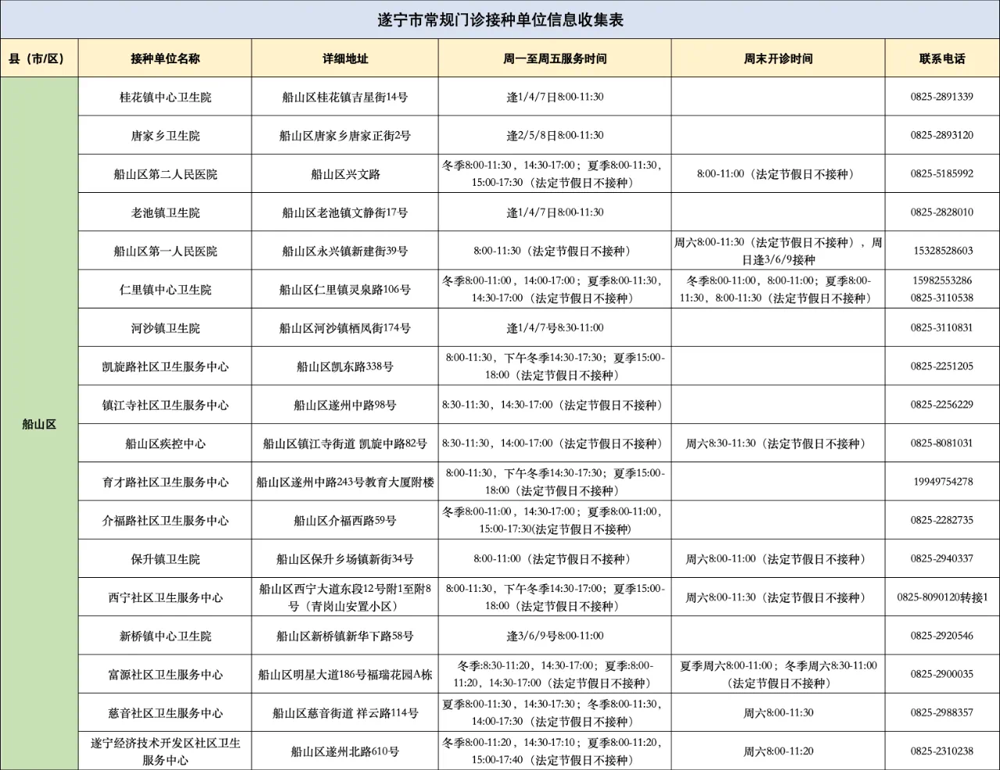 遂宁市常规门诊接种单位信息收集表
县（市/区） 接种单位名称 详细地址 周一至周五服务时间 周末开诊时间 联系电话
船山区
桂花镇中心卫生院 船山区桂花镇吉星街14号 逢1/4/7日8:00-11:30 0825-2891339
唐家乡卫生院 船山区唐家乡唐家正街2号 逢2/5/8日8:00-11:30 0825-2893120
船山区第二人民医院 船山区兴文路 冬季8:00-11:30，14:30-17:00；夏季8:00-11:30，
15:00-17:30（法定节假日不接种） 8:00-11:00（法定节假日不接种） 0825-5185992
老池镇卫生院 船山区老池镇文静街17号 逢1/4/7日8:00-11:30 0825-2828010
船山区第一人民医院 船山区永兴镇新建街39号 8:00-11:30（法定节假日不接种） 周六8:00-11:30（法定节假日不接种），周
日逢3/6/9接种 15328528603
仁里镇中心卫生院 船山区仁里镇灵泉路106号 冬季8:00-11:00，14:00-17:00；夏季8:00-11:30，
14:30-17:00（法定节假日不接种） 冬季8:00-11:00，8:00-11:00；夏季8:00-
11:30，8:00-11:30（法定节假日不接种） 15982553286
0825-3110538
河沙镇卫生院 船山区河沙镇栖凤街174号 逢1/4/7号8:30-11:00 0825-3110831
凯旋路社区卫生服务中心 船山区凯东路338号 8:00-11:30，下午冬季14:30-17:30；夏季15:00-
18:00（法定节假日不接种） 0825-2251205
镇江寺社区卫生服务中心 船山区遂州中路98号 8:30-11:30，14:30-17:00（法定节假日不接种） 0825-2256229
船山区疾控中心 船山区镇江寺街道 凯旋中路82号 8:30-11:30，14:00-17:00（法定节假日不接种） 周六8:30-11:30（法定节假日不接种） 0825-8081031
育才路社区卫生服务中心 船山区遂州中路243号教育大厦附楼 8:00-11:30，下午冬季14:30-17:30；夏季15:00-
18:00（法定节假日不接种） 19949754278
介福路社区卫生服务中心 船山区介福西路59号 冬季8:00-11:00，14:30-17:00；夏季8:00-11:00，
15:00-17:30(法定节假日不接种) 0825-2282735
保升镇卫生院 船山区保升乡场镇新街34号 8:00-11:00（法定节假日不接种） 周六8:00-11:00（法定节假日不接种） 0825-2940337
西宁社区卫生服务中心 船山区西宁大道东段12号附1至附8
号（青岗山安置小区） 8:00-11:30，下午冬季14:30-17:00；夏季15:00-
18:00（法定节假日不接种） 周六8:00-11:30（法定节假日不接种） 0825-8090120转接1
新桥镇中心卫生院 船山区新桥镇新华下路58号 逢3/6/9号8:00-11:00 0825-2920546
富源社区卫生服务中心 船山区明星大道186号福瑞花园A栋 冬季:8:30-11:20，14:30-17:00；夏季:8:00-
11:20，14:30-17:00（法定节假日不接种） 夏季周六8:00-11:00；冬季周六8:30-11:00
（法定节假日不接种） 0825-2900035
慈音社区卫生服务中心 船山区慈音街道 祥云路114号 夏季8:00-11:30，14:30-17:30；冬季8:00-11:30，
14:00-17:30（法定节假日不接种） 周六8:00-11:30 0825-2988357
遂宁经济技术开发区社区卫生
服务中心 船山区遂州北路610号 冬季8:00-11:20，14:30-17:10；夏季8:00-11:20，
15:00-17:40（法定节假日不接种） 周六8:00-11:20 0825-2310238